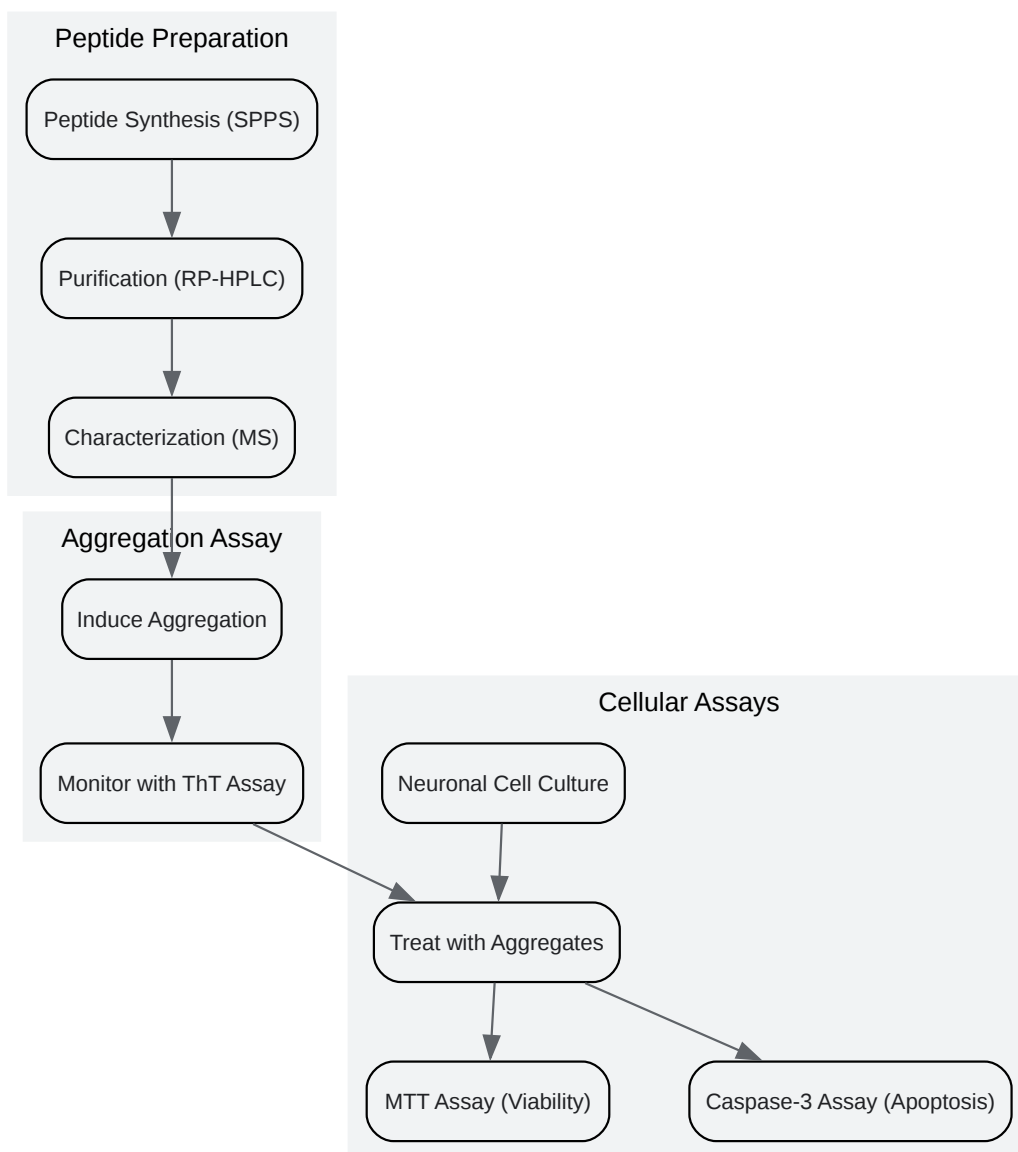 Peptide Preparation
Peptide Synthesis (SPPS)
Purification (RP-HPLC)
Characterization (MS)
Aggregation Assay
Induce Aggregation
Monitor with ThT Assay
Cellular Assays
Neuronal Cell Culture
Treat with Aggregates
MTT Assay (Viability)
Caspase-3 Assay (Apoptosis)